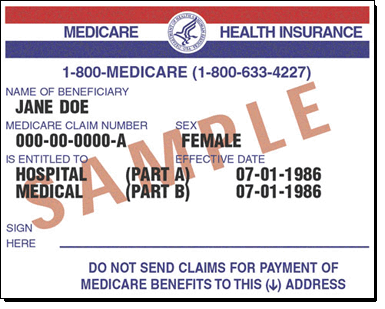 MEDICARE HEALTH INSURANCE
1-800-MEDICARE (1-800-633-4227)
NAME OF BENEFICIARY
JANE DOE
MEDICARE CLAIM NUMBER SEX
000-00-0000-A FEMALE
IS ENTITLED TO EFFECTIVE DATE
HOSPITAL (PART A) 07-01-1986
MEDICAL (PART B) 07-01-1986
SAMPLE
SIGN
HERE
DO NOT SEND CLAIMS FOR PAYMENT OF
MEDICARE BENEFITS TO THIS (↓) ADDRESS